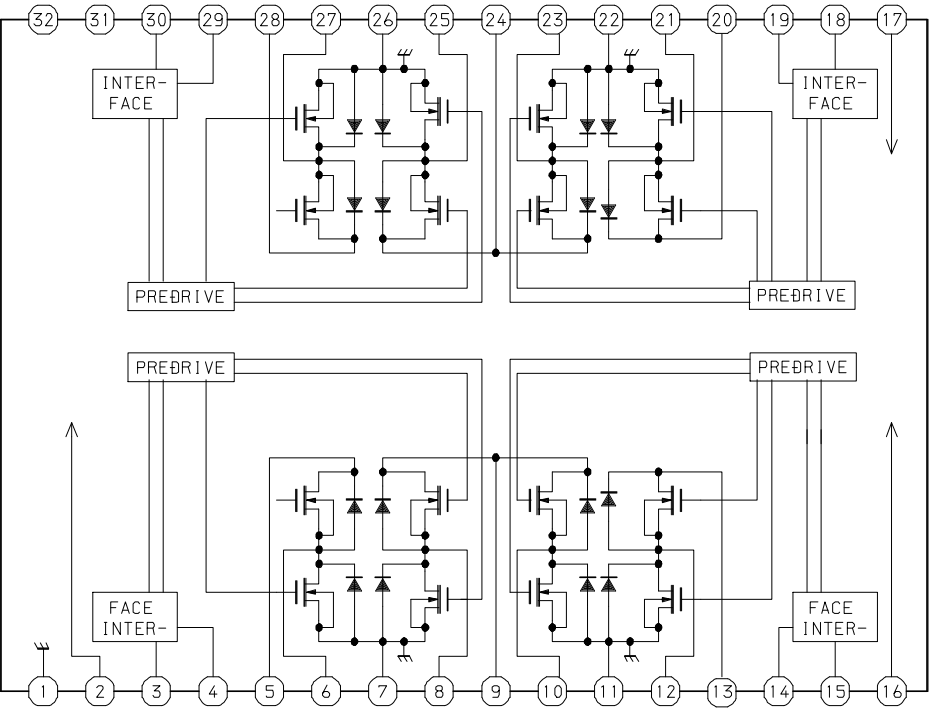 32 31 30 29 28 27 26 25 24 23 22 21 20 19 18 17
INTER-
FACE
INTER-
FACE
PREDRIVE
PREDRIVE
PREDRIVE
PREDRIVE
FACE
INTER-
FACE
INTER-
1 2 3 4 5 6 7 8 9 10 11 12 13 14 15 16